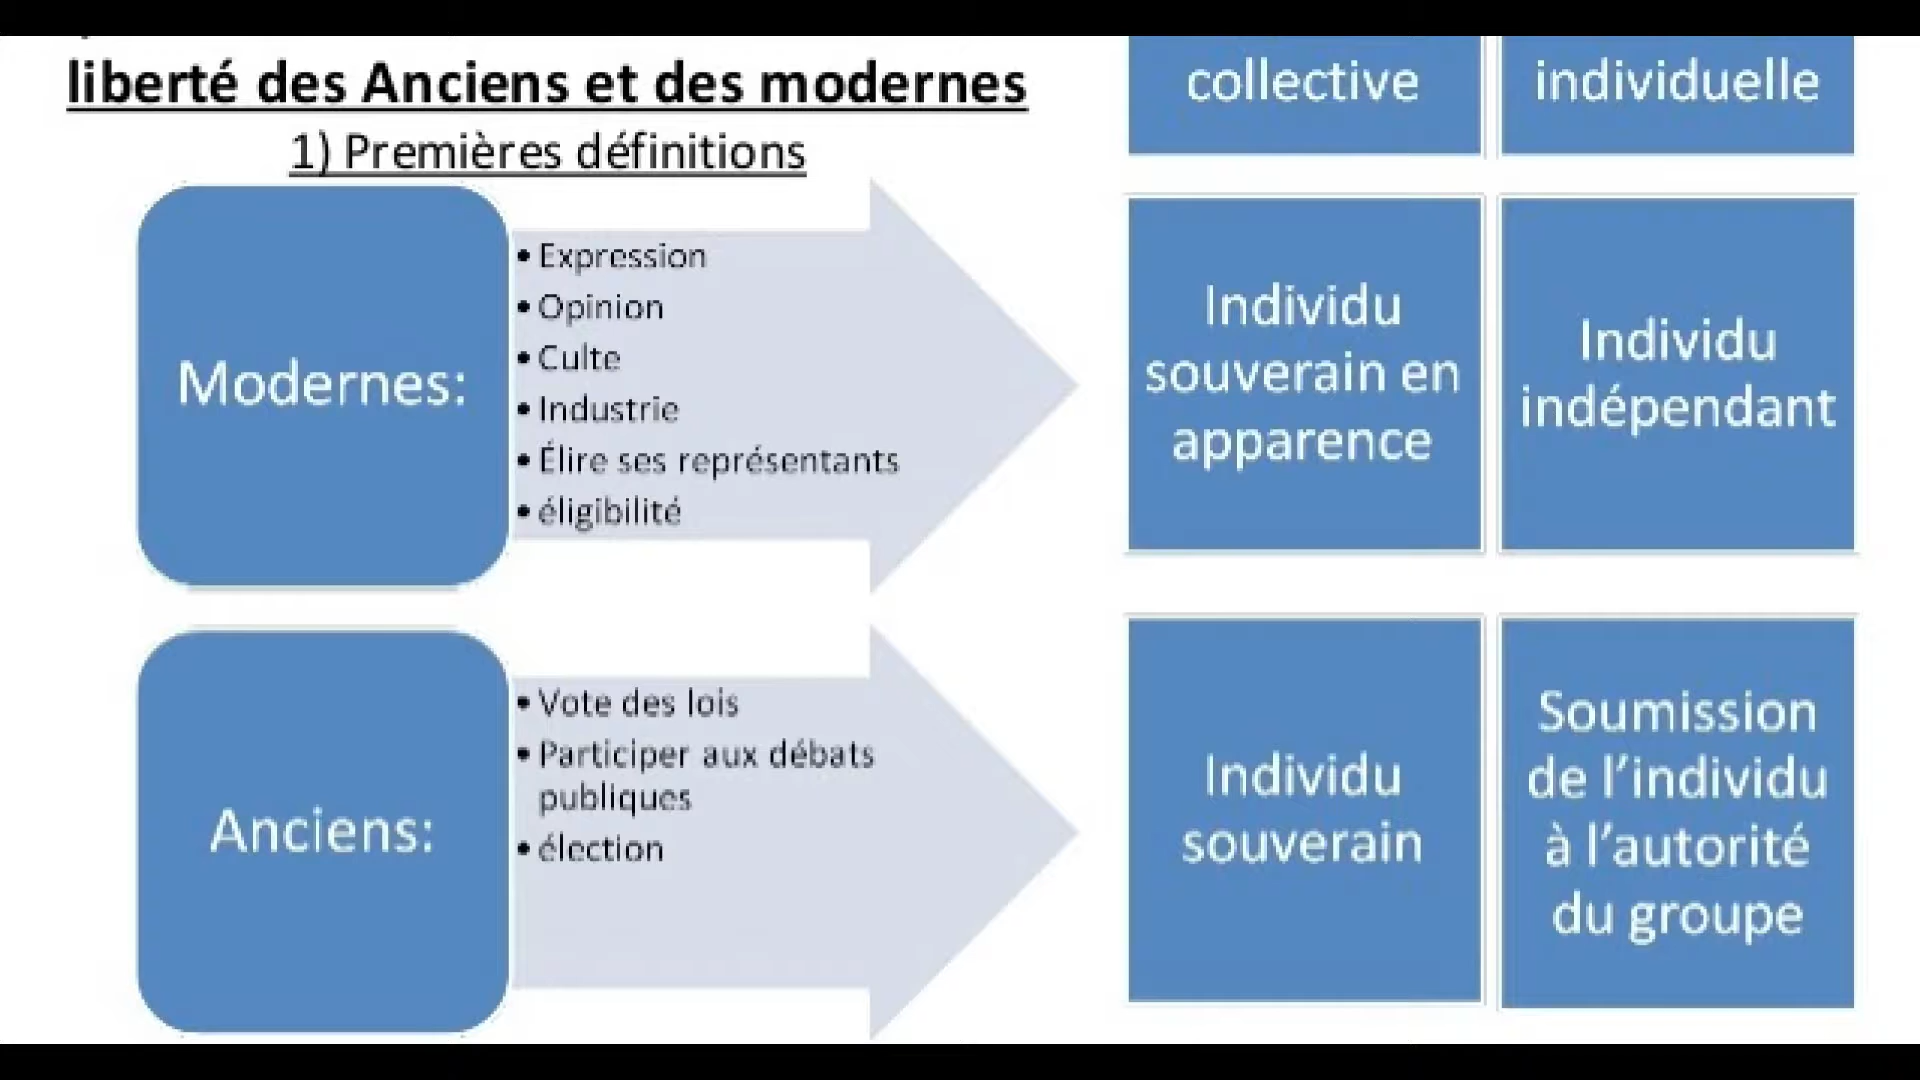 liberté des Anciens et des modernes
1) Premières définitions
collective
individuelle
Modernes:
• Expression
• Opinion
• Culte
• Industrie
• Élire ses représentants
• éligibilité
Individu
souverain en
apparence
Individu
indépendant
Anciens:
• Vote des lois
• Participer aux débats
publiques
• élection
Individu
souverain
Soumission
de l’individu
à l’autorité
du groupe